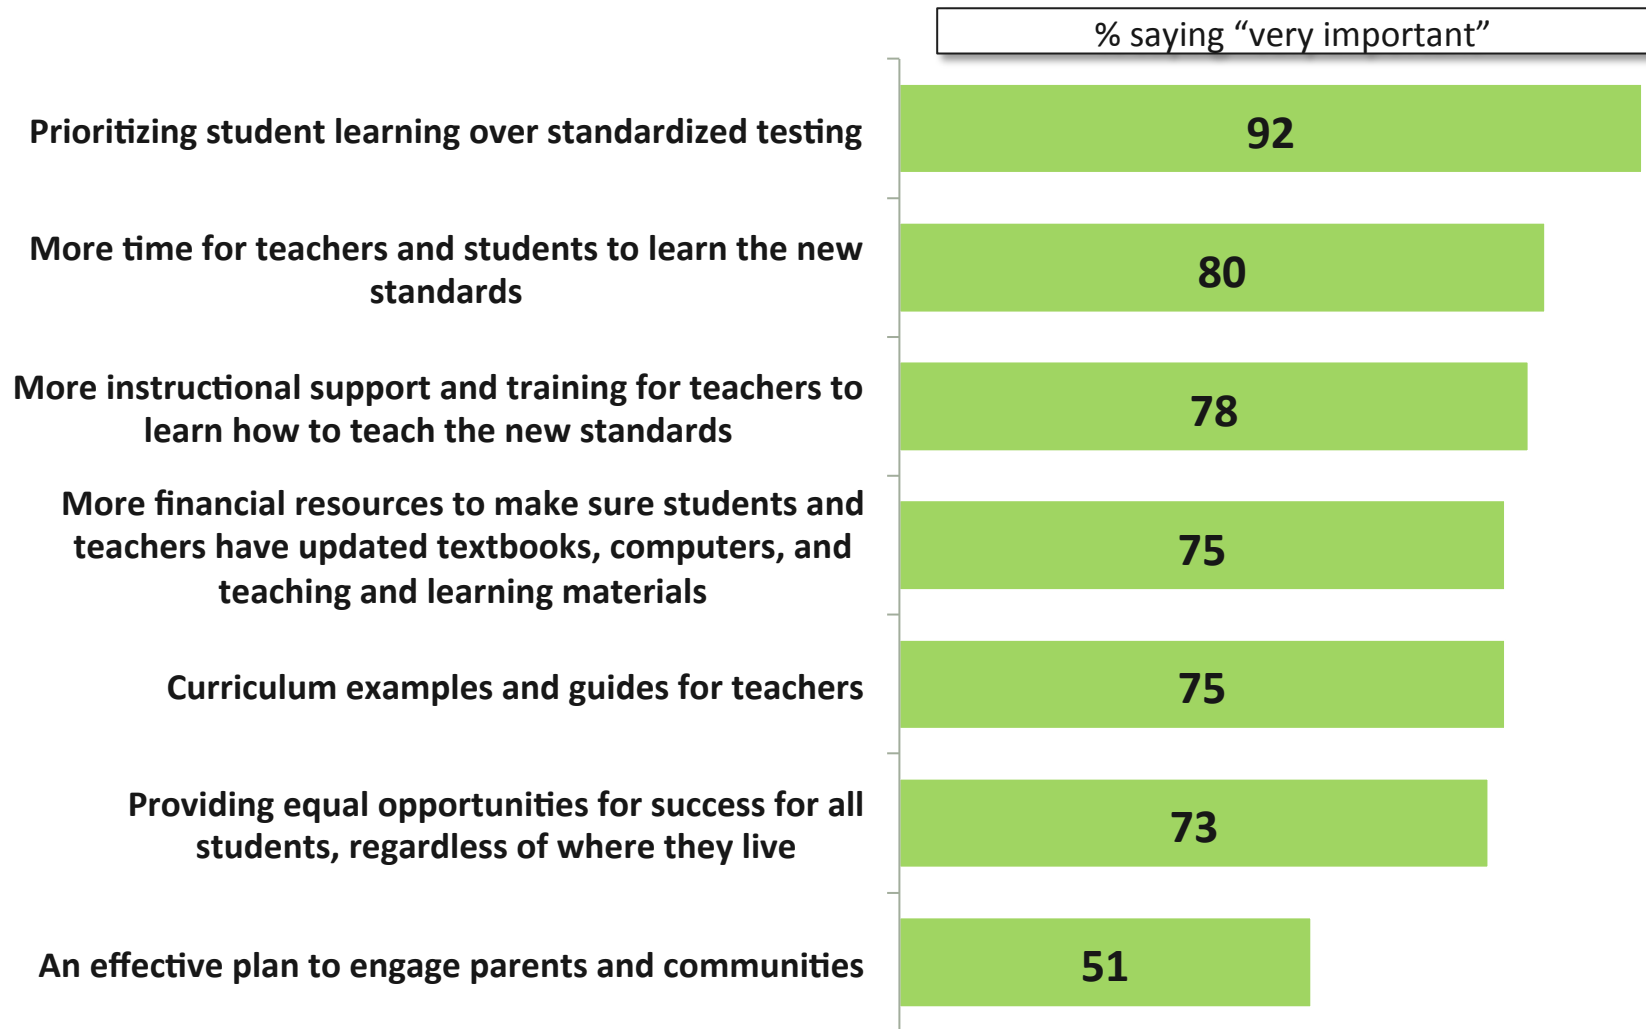 % saying “very important”
Prioritizing student learning over standardized testing
92
More time for teachers and students to learn the new
standards
80
More instructional support and training for teachers to
learn how to teach the new standards
78
More financial resources to make sure students and
teachers have updated textbooks, computers, and
teaching and learning materials
75
Curriculum examples and guides for teachers
75
Providing equal opportunities for success for all
students, regardless of where they live
73
An effective plan to engage parents and communities
51